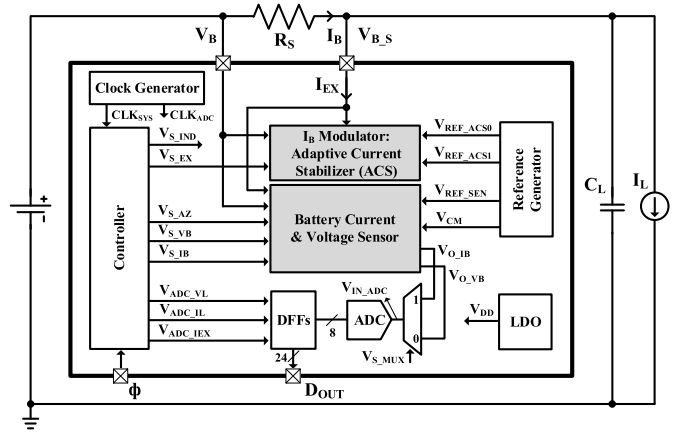 V_B
R_S
I_B
V_B_S
Clock Generator
CLK_SYS
CLK_ADC
I_EX
V_S_IND
V_S_EX
I_B Modulator:
Adaptive Current
Stabilizer (ACS)
V_REF_ACS0
V_REF_ACS1
Reference
Generator
C_L
I_L
+
-
Controller
V_S_AZ
V_S_VB
V_S_IB
Battery Current
& Voltage Sensor
V_REF_SEN
V_CM
V_O_IB
V_O_VB
V_ADC_VL
V_ADC_IL
V_ADC_IEX
DFFs
8
V_IN_ADC
ADC
1
0
V_S_MUX
V_DD
LDO
24
ϕ
D_OUT